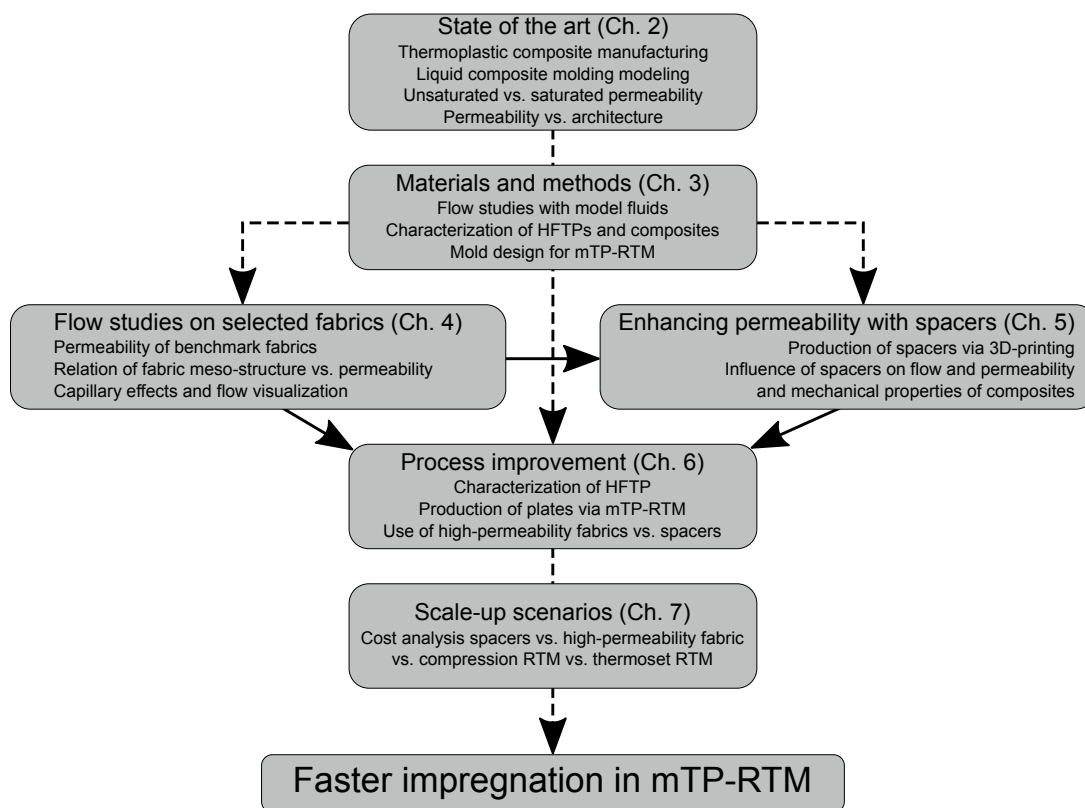 State of the art (Ch. 2)
Thermoplastic composite manufacturing
Liquid composite molding modeling
Unsaturated vs. saturated permeability
Permeability vs. architecture
Materials and methods (Ch. 3)
Flow studies with model fluids
Characterization of HFTPs and composites
Mold design for mTP-RTM
Flow studies on selected fabrics (Ch. 4)
Permeability of benchmark fabrics
Relation of fabric meso-structure vs. permeability
Capillary effects and flow visualization
Enhancing permeability with spacers (Ch. 5)
Production of spacers via 3D-printing
Influence of spacers on flow and permeability
and mechanical properties of composites
Process improvement (Ch. 6)
Characterization of HFTP
Production of plates via mTP-RTM
Use of high-permeability fabrics vs. spacers
Scale-up scenarios (Ch. 7)
Cost analysis spacers vs. high-permeability fabric
vs. compression RTM vs. thermoset RTM
Faster impregnation in mTP-RTM